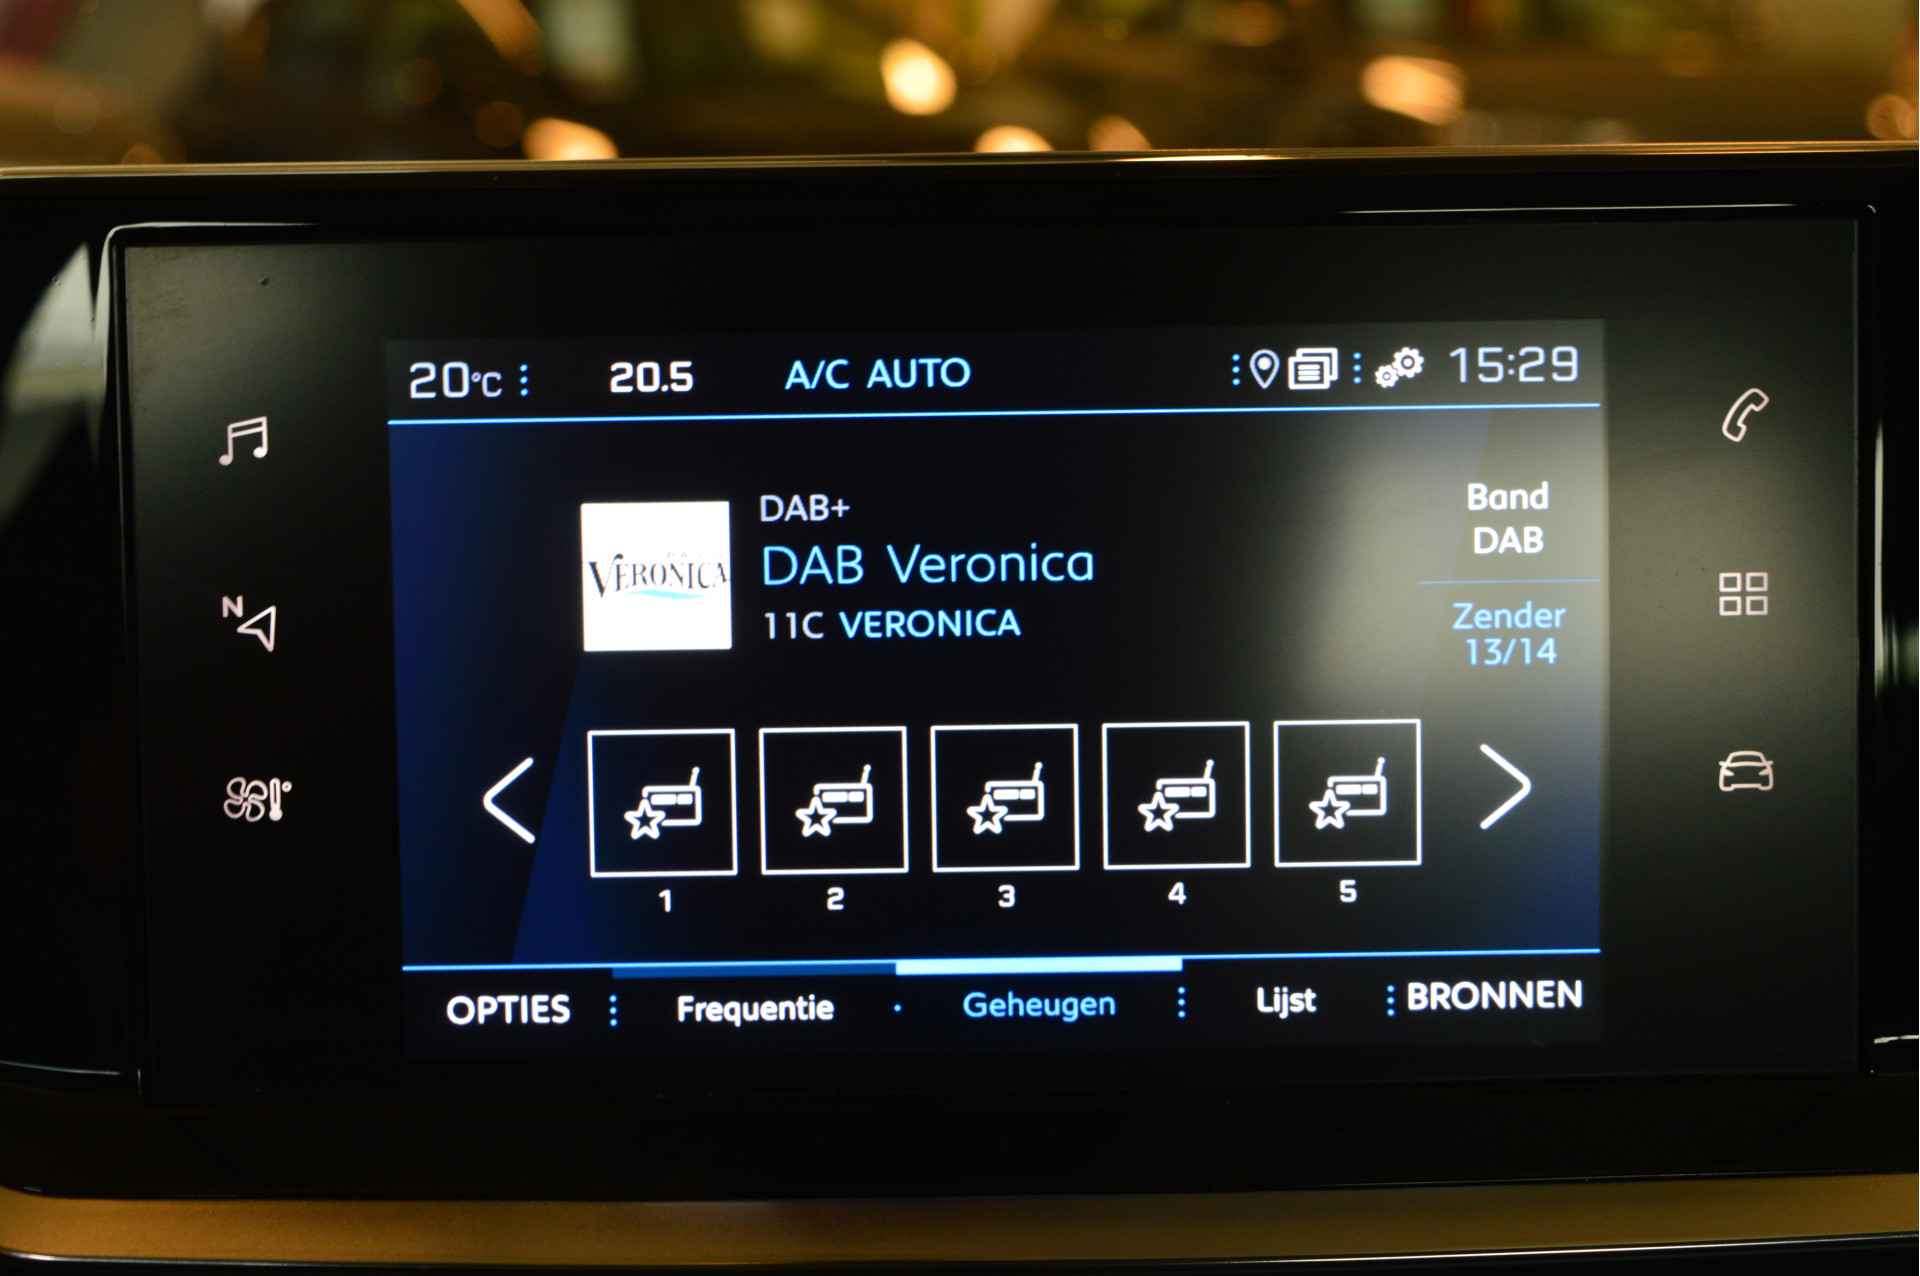 20°C 20.5 A/C AUTO 15:29
DAB+
DAB Veronica
11C VERONICA
VERONICA
Band
DAB
Zender
13/14
N
1 2 3 4 5
OPTIES Frequentie Geheugen Lijst BRONNEN